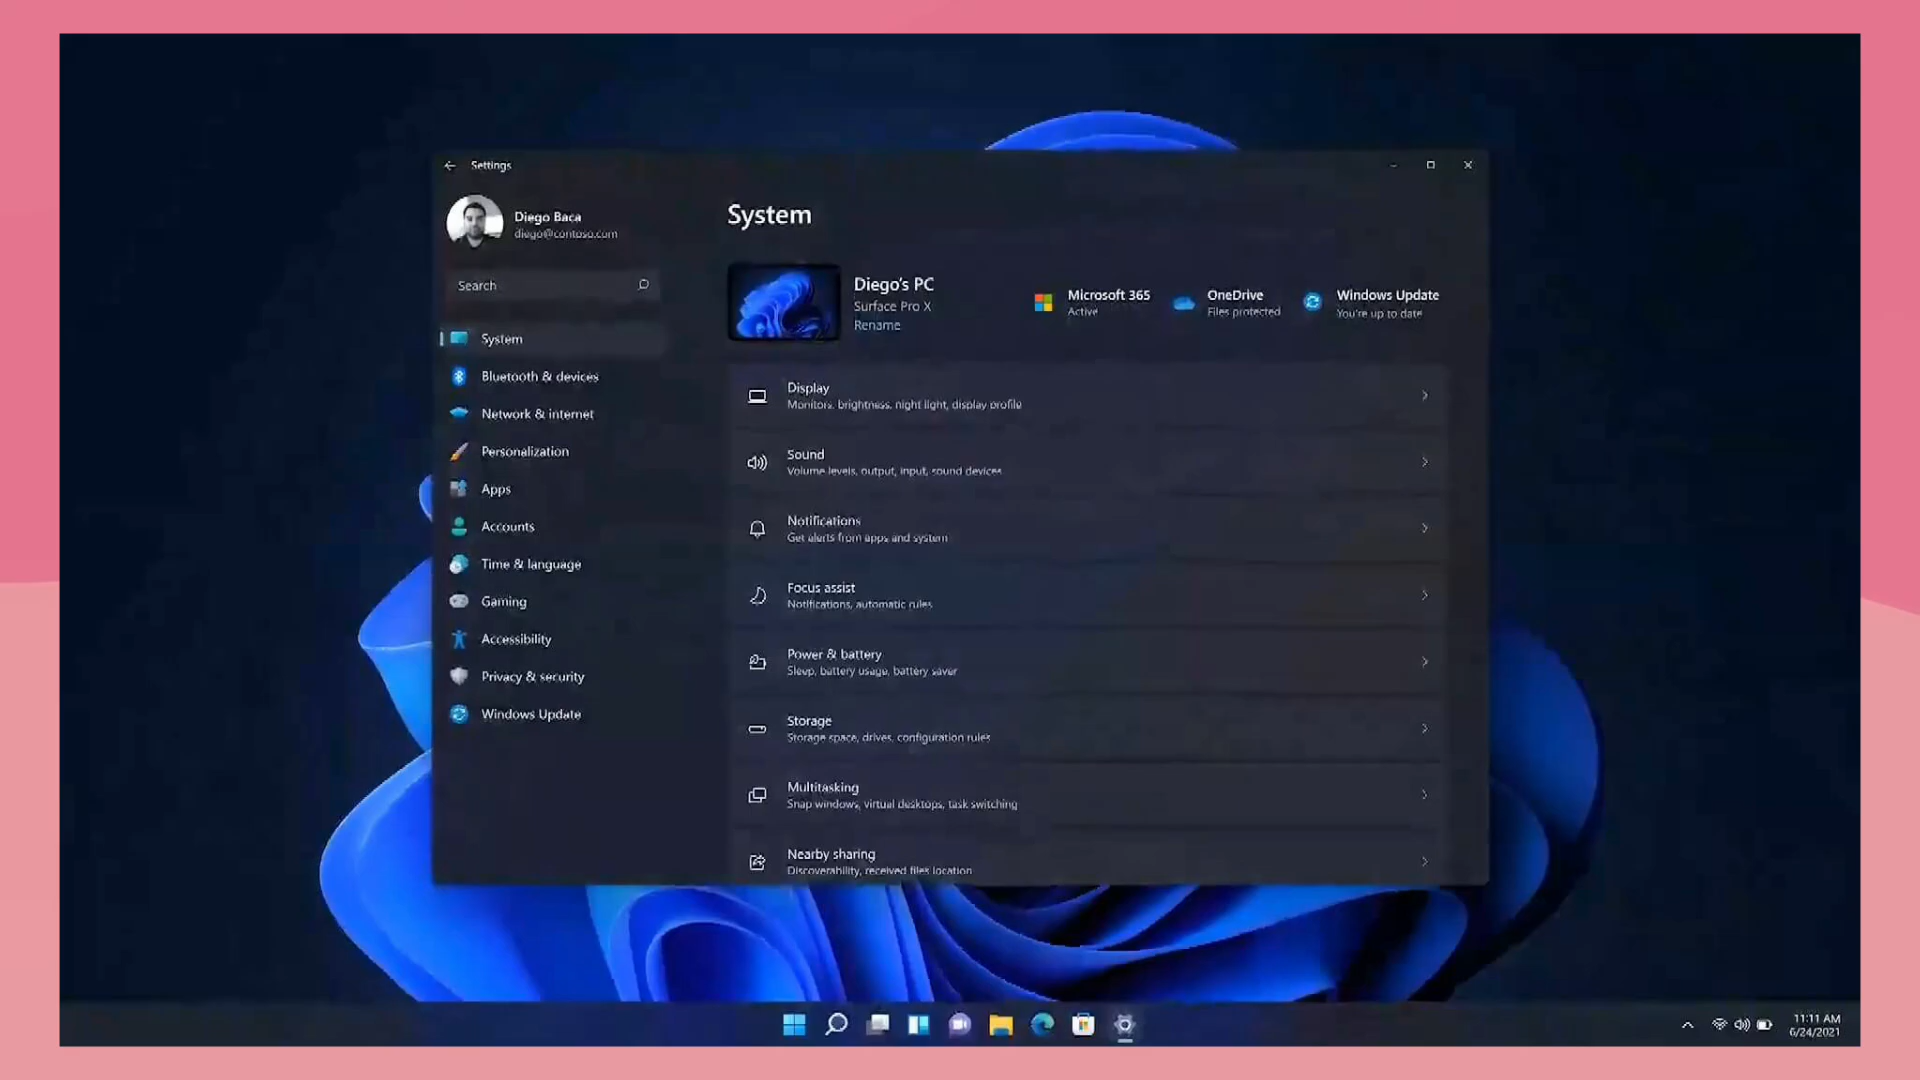 Settings
Diego Baca
diego@contoso.com
Search
System
Bluetooth & devices
Network & internet
Personalization
Apps
Accounts
Time & language
Gaming
Accessibility
Privacy & security
Windows Update
System
Diego's PC
Surface Pro X
Rename
Microsoft 365
Active
OneDrive
Files protected
Windows Update
You're up to date
Display
Monitors, brightness, night light, display profile
Sound
Volume levels, output, input, sound devices
Notifications
Get alerts from apps and system
Focus assist
Notifications, automatic rules
Power & battery
Sleep, battery usage, battery saver
Storage
Storage space, drives, configuration rules
Multitasking
Snap windows, virtual desktops, task switching
Nearby sharing
Discoverability, received files location
11:11 AM
6/24/2021